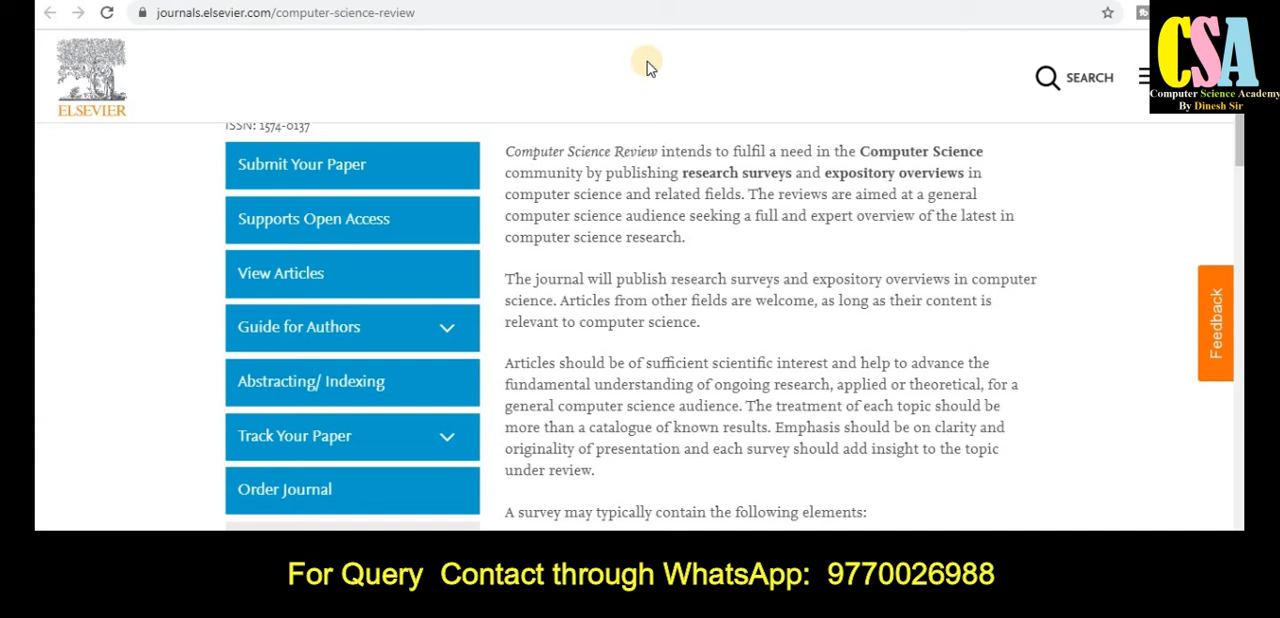 journals.elsevier.com/computer-science-review
CSA
Computer Science Academy
By Dinesh Sir
ELSEVIER
SEARCH
ISSN: 1574-0137
Submit Your Paper
Supports Open Access
View Articles
Guide for Authors
Abstracting/ Indexing
Track Your Paper
Order Journal
Computer Science Review intends to fulfil a need in the Computer Science
community by publishing research surveys and expository overviews in
computer science and related fields. The reviews are aimed at a general
computer science audience seeking a full and expert overview of the latest in
computer science research.
The journal will publish research surveys and expository overviews in computer
science. Articles from other fields are welcome, as long as their content is
relevant to computer science.
Articles should be of sufficient scientific interest and help to advance the
fundamental understanding of ongoing research, applied or theoretical, for a
general computer science audience. The treatment of each topic should be
more than a catalogue of known results. Emphasis should be on clarity and
originality of presentation and each survey should add insight to the topic
under review.
A survey may typically contain the following elements:
Feedback
For Query Contact through WhatsApp: 9770026988